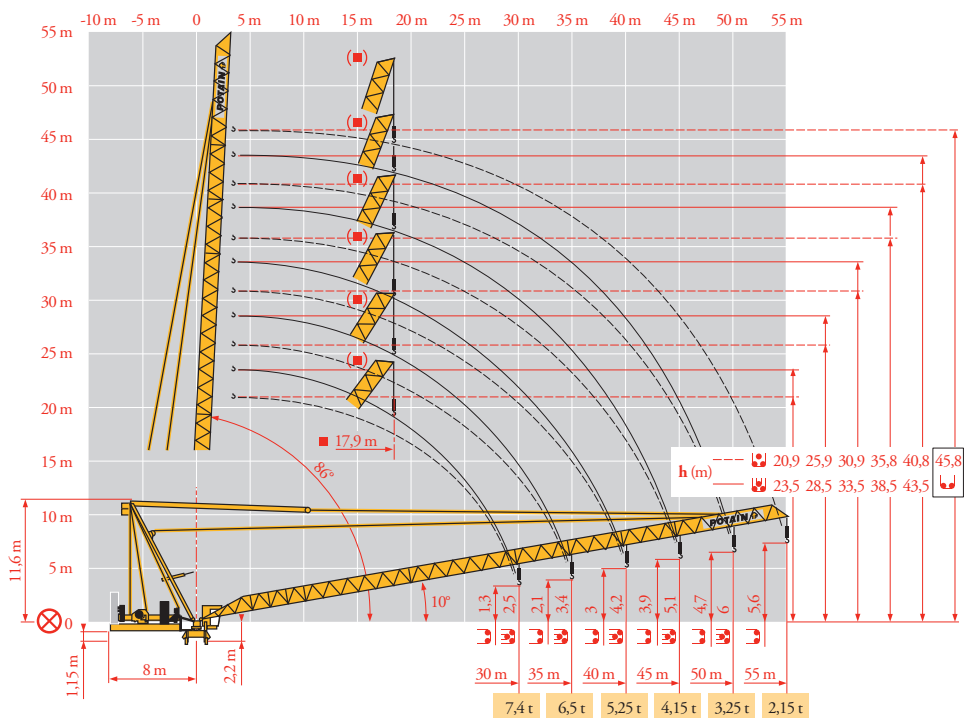 -10 m -5 m 0 5 m 10 m 15 m 20 m 25 m 30 m 35 m 40 m 45 m 50 m 55 m
55 m
50 m
45 m
40 m
35 m
30 m
25 m
20 m
15 m
10 m
5 m
0
POTAIN
(■)
(■)
(■)
(■)
(■)
(■)
■ 17,9 m
86°
10°
h (m)
20,9 25,9 30,9 35,8 40,8 45,8
23,5 28,5 33,5 38,5 43,5
POTAIN
11,6 m
1,15 m
8 m
2,2 m
1,3 2,5 2,1 3,4 3 4,2 3,9 5,1 4,7 6 5,6
30 m 35 m 40 m 45 m 50 m 55 m
7,4 t 6,5 t 5,25 t 4,15 t 3,25 t 2,15 t